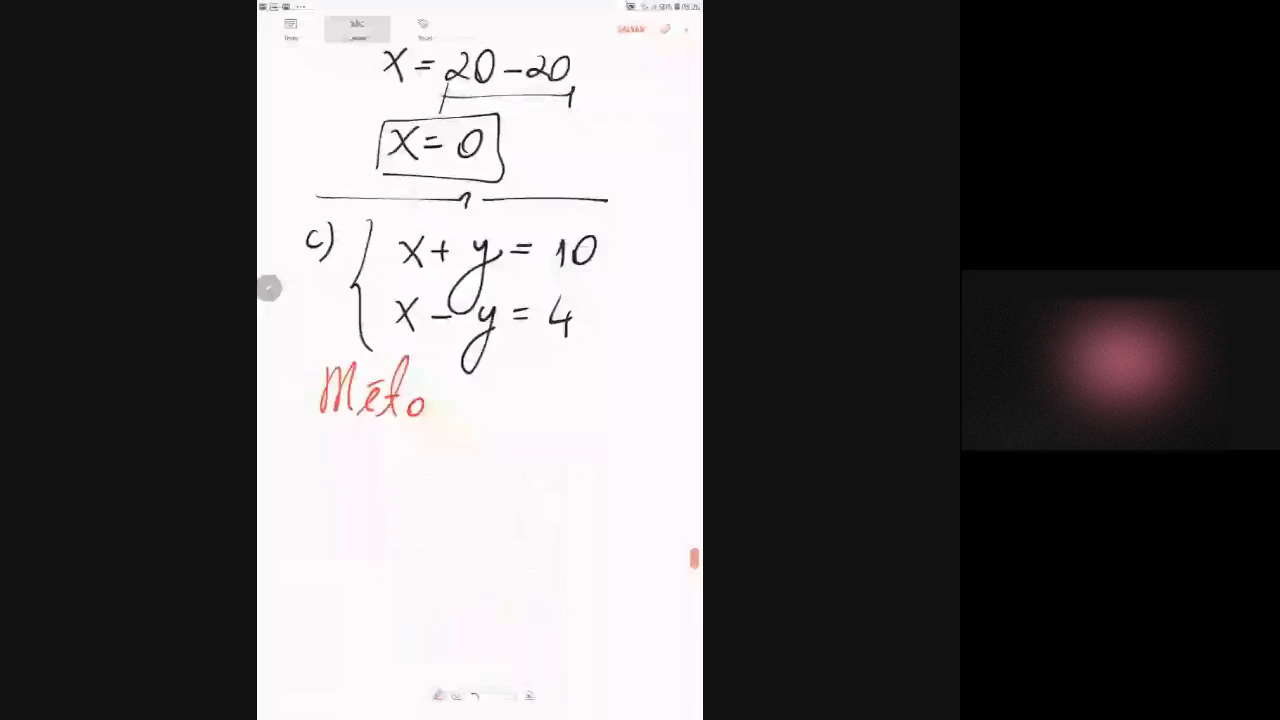 x = 20 - 20
x = 0
c) { x + y = 10
x - y = 4
Méto